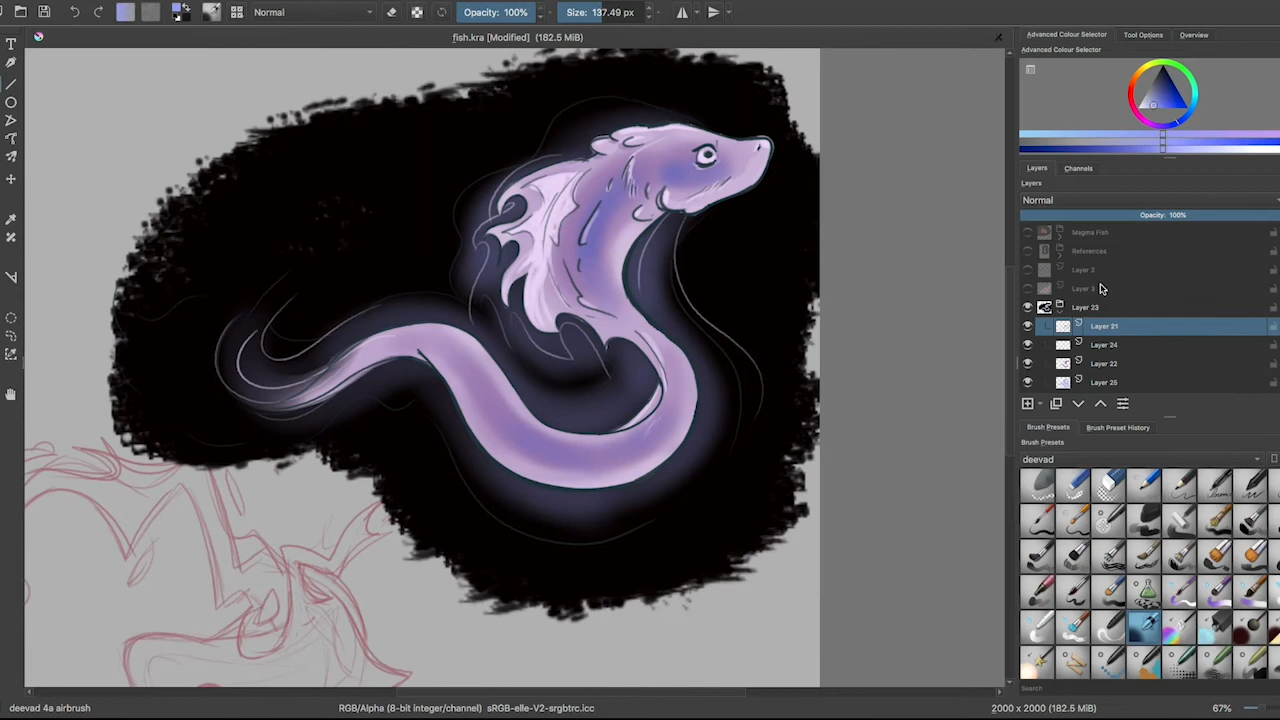 Normal
Opacity: 100%
Size: 137.49 px
fish.kra [Modified] (182.5 MiB)
Advanced Colour Selector
Tool Options
Overview
Advanced Colour Selector
Layers
Channels
Layers
Normal
Opacity: 100%
Magma Fish
References
Layer 2
Layer 3
Layer 23
Layer 21
Layer 24
Layer 22
Layer 25
Brush Presets
Brush Preset History
Brush Presets
deevad
Search
deevad 4a airbrush
RGB/Alpha (8-bit integer/channel) sRGB-elle-V2-srgbtrc.icc
2000 x 2000 (182.5 MiB)
67%